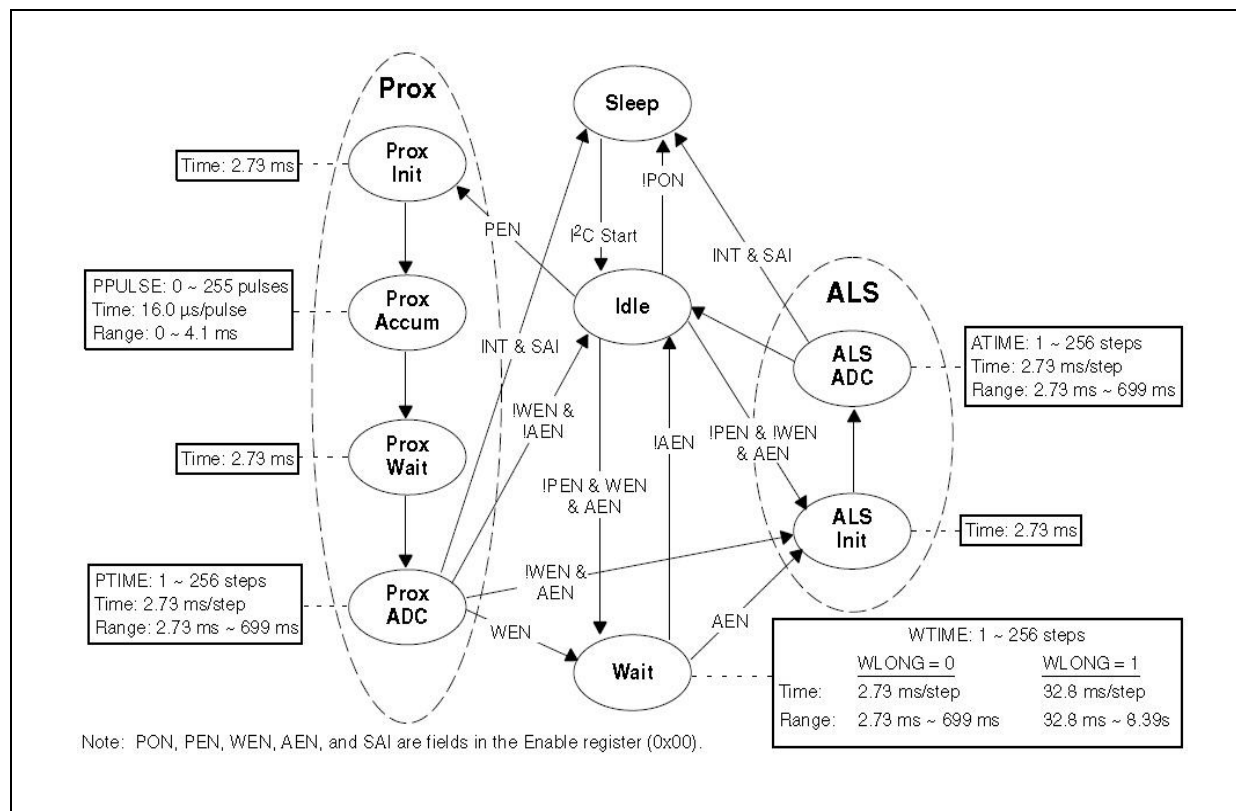 Prox
Sleep
Prox
Init
Time: 2.73 ms
!PON
PEN
I²C Start
INT & SAI
PPULSE: 0 ~ 255 pulses
Time: 16.0 µs/pulse
Range: 0 ~ 4.1 ms
Prox
Accum
Idle
ALS
INT & SAI
ALS
ADC
ATIME: 1 ~ 256 steps
Time: 2.73 ms/step
Range: 2.73 ms ~ 699 ms
!WEN &
!AEN
!AEN
!PEN & !WEN
& AEN
Time: 2.73 ms
Prox
Wait
!PEN & WEN
& AEN
ALS
Init
Time: 2.73 ms
PTIME: 1 ~ 256 steps
Time: 2.73 ms/step
Range: 2.73 ms ~ 699 ms
Prox
ADC
!WEN &
AEN
WEN
AEN
Wait
WTIME: 1 ~ 256 steps
WLONG = 0 WLONG = 1
Time: 2.73 ms/step 32.8 ms/step
Range: 2.73 ms ~ 699 ms 32.8 ms ~ 8.39s
Note: PON, PEN, WEN, AEN, and SAI are fields in the Enable register (0x00).